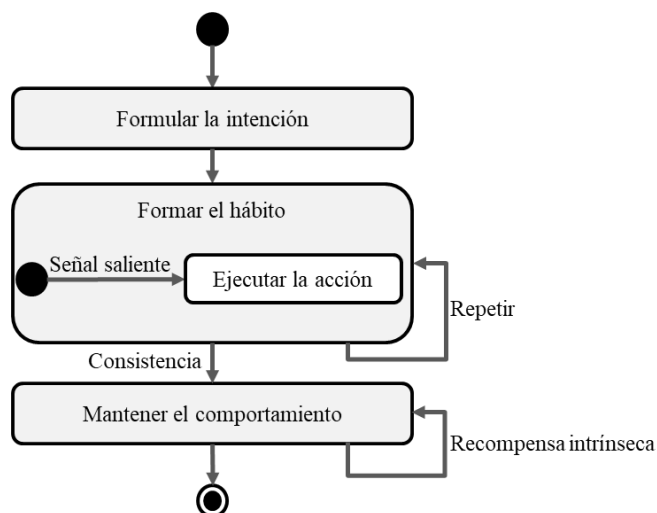 Formular la intención
Formar el hábito
Señal saliente
Ejecutar la acción
Repetir
Consistencia
Mantener el comportamiento
Recompensa intrínseca